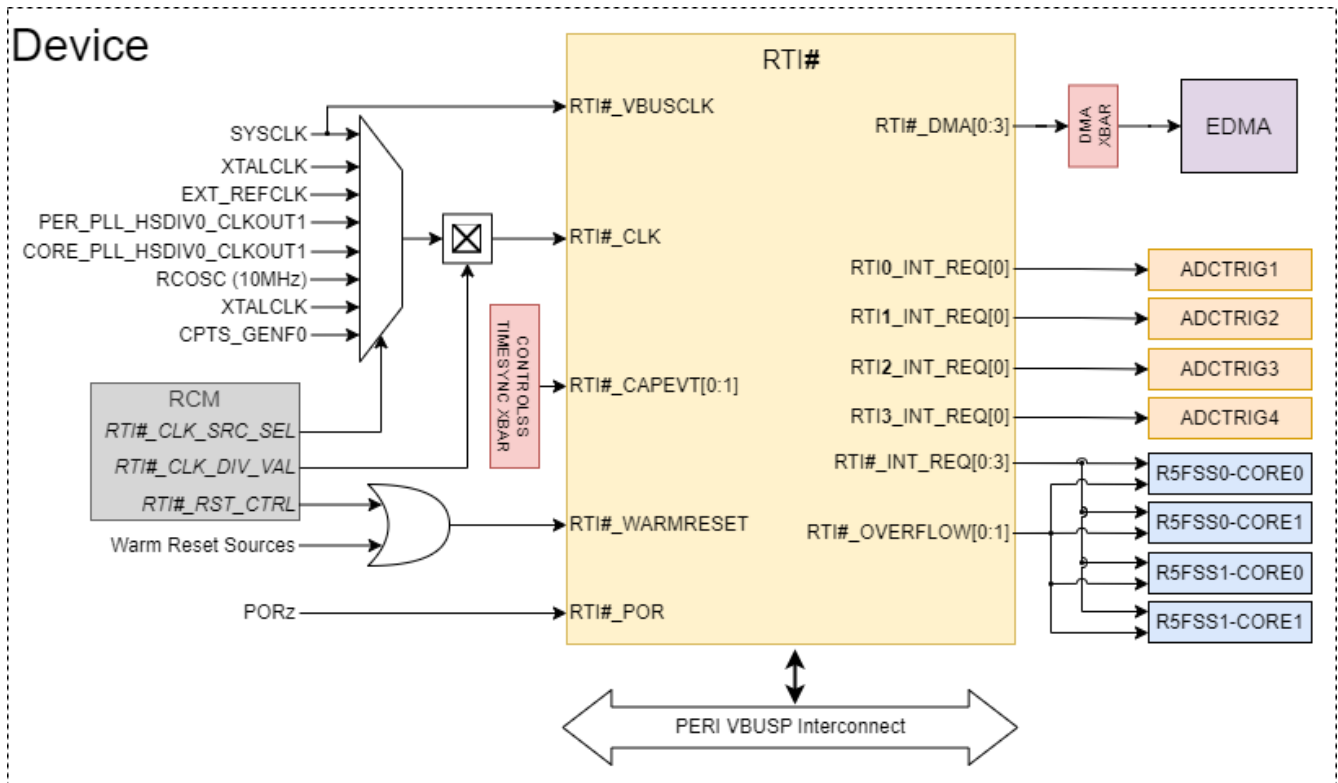 Device
RTI#
RTI#_VBUSCLK
SYSCLK
XTALCLK
EXT_REFCLK
PER_PLL_HSDIV0_CLKOUT1
CORE_PLL_HSDIV0_CLKOUT1
RCOSC (10MHz)
XTALCLK
CPTS_GENF0
RTI#_CLK
CONTROLSS
TIMESYNC XBAR
RTI#_CAPEVT[0:1]
RCM
RTI#_CLK_SRC_SEL
RTI#_CLK_DIV_VAL
RTI#_RST_CTRL
Warm Reset Sources
RTI#_WARMRESET
PORz
RTI#_POR
RTI#_DMA[0:3]
DMA
XBAR
EDMA
RTI0_INT_REQ[0]
ADCTRIG1
RTI1_INT_REQ[0]
ADCTRIG2
RTI2_INT_REQ[0]
ADCTRIG3
RTI3_INT_REQ[0]
ADCTRIG4
RTI#_INT_REQ[0:3]
R5FSS0-CORE0
RTI#_OVERFLOW[0:1]
R5FSS0-CORE1
R5FSS1-CORE0
R5FSS1-CORE1
PERI VBUSP Interconnect